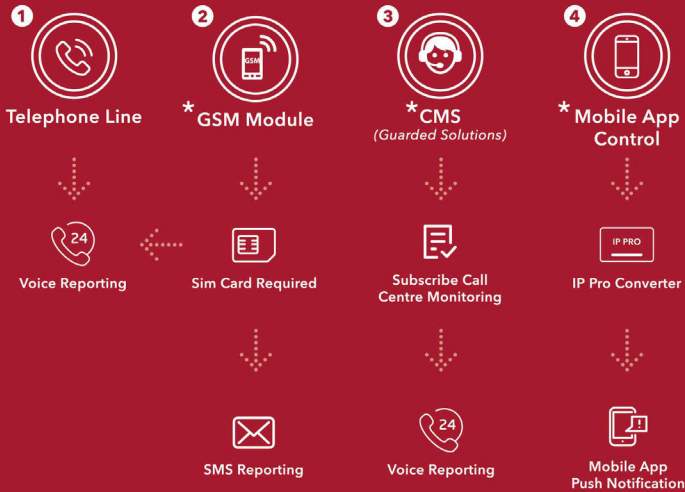 1
Telephone Line
24
Voice Reporting
2
GSM
* GSM Module
Sim Card Required
SMS Reporting
3
* CMS
(Guarded Solutions)
Subscribe Call
Centre Monitoring
24
Voice Reporting
4
* Mobile App
Control
IP PRO
IP Pro Converter
!
Mobile App
Push Notification